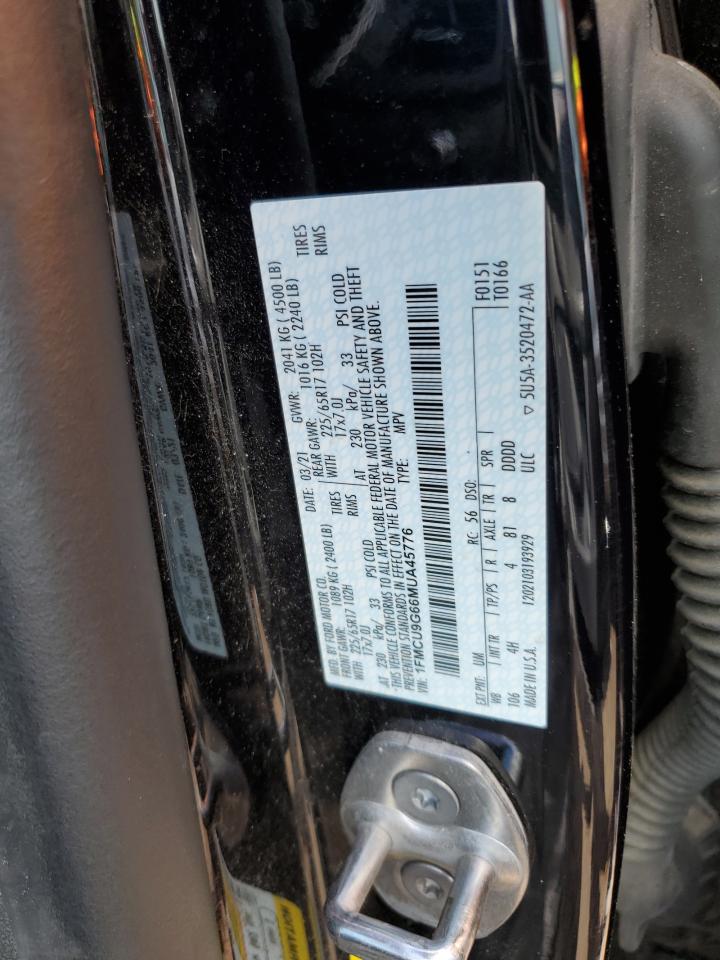 MFD. BY FORD MOTOR CO.
DATE: 03/21 GVWR: 2041 KG ( 4500 LB)
FRONT GAWR: 1089 KG ( 2400 LB) REAR GAWR: 1016 KG ( 2240 LB)
WITH 225/65R17 102H TIRES WITH 225/65R17 102H TIRES
17x7.0J RIMS 17x7.0J RIMS
AT 230 kPa/ 33 PSI COLD AT 230 kPa/ 33 PSI COLD
THIS VEHICLE CONFORMS TO ALL APPLICABLE FEDERAL MOTOR VEHICLE SAFETY AND THEFT
PREVENTION STANDARDS IN EFFECT ON THE DATE OF MANUFACTURE SHOWN ABOVE.
VIN: 1FMCU9G66MUA45776 TYPE: MPV
EXT PNT: UM RC: 56 DSO: F0151
WB INT TR TP/PS R AXLE TR SPR T0166
106 4H 4 81 8 DDDD
MADE IN U.S.A. 1202103193929 ULC ▽ 5U5A-3520472-AA